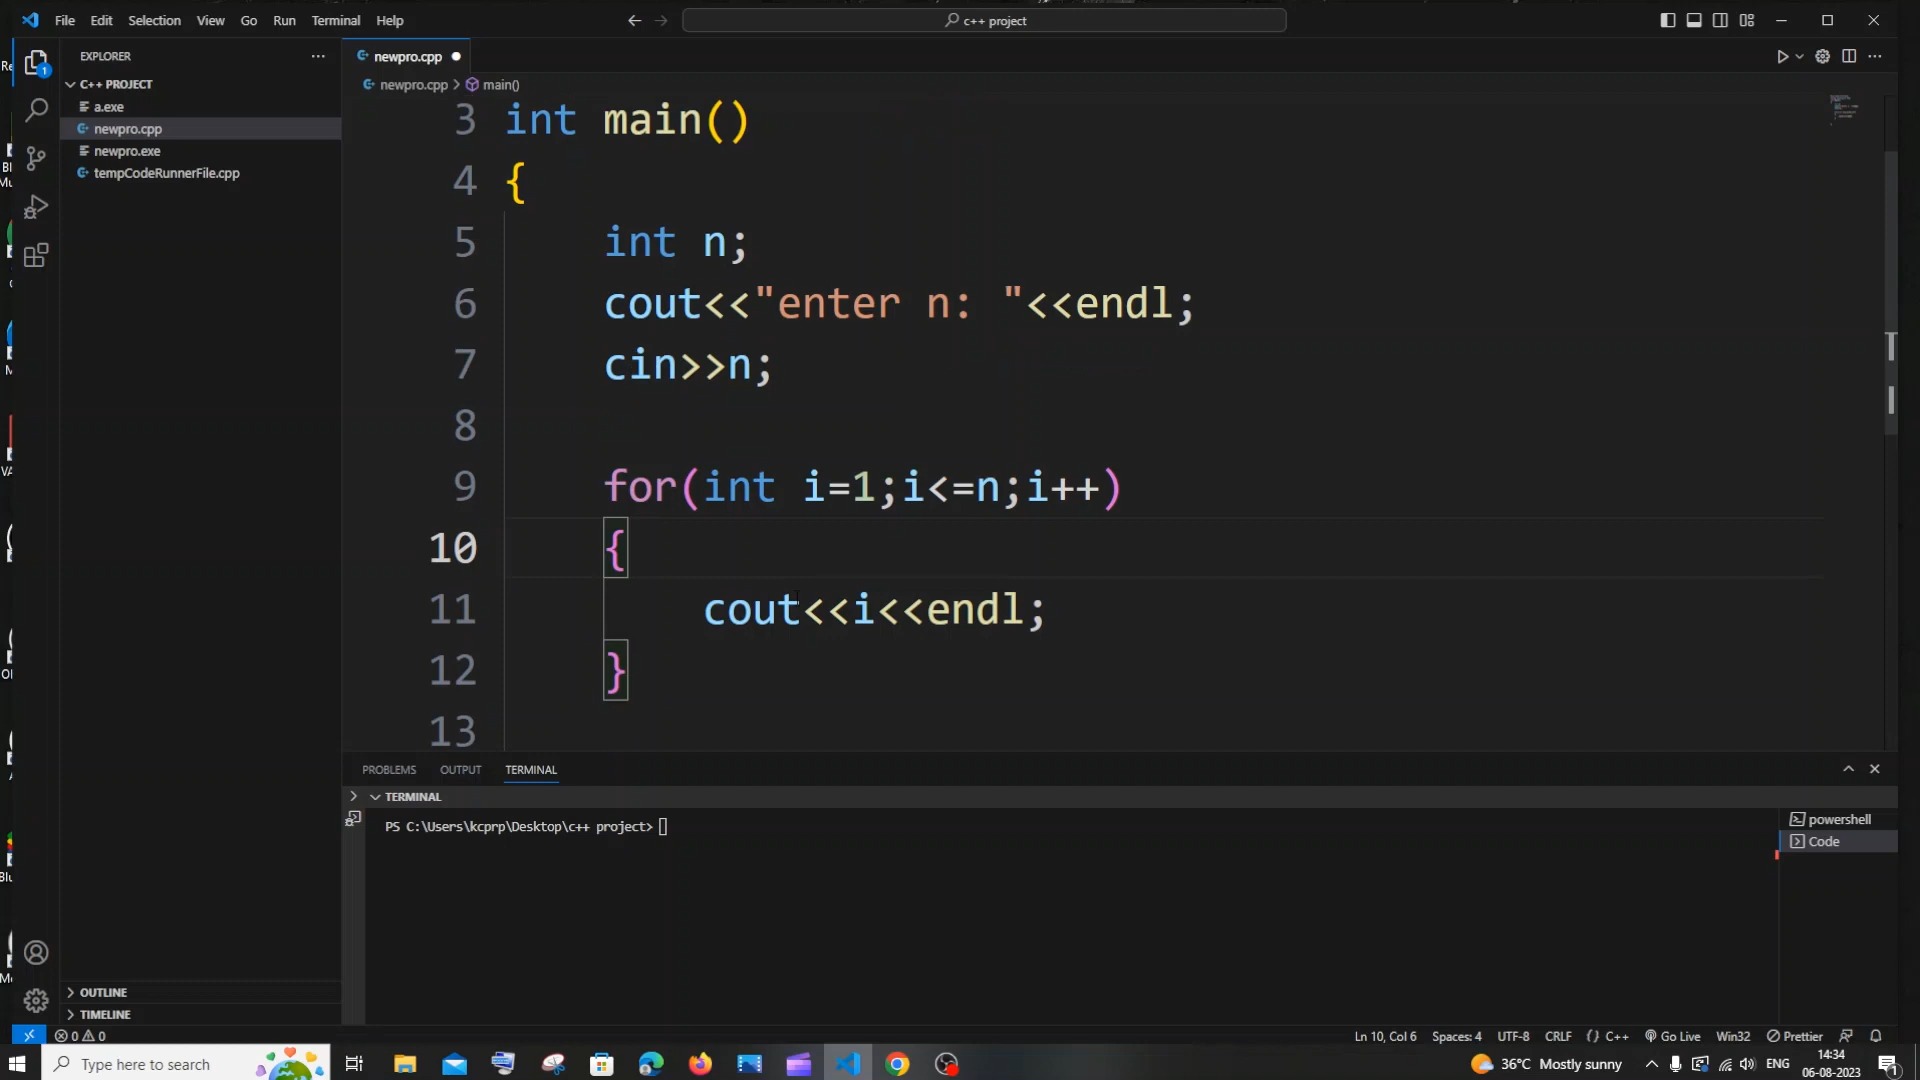 File Edit Selection View Go Run Terminal Help
c++ project
EXPLORER
C++ PROJECT
a.exe
newpro.cpp
newpro.exe
tempCodeRunnerFile.cpp
OUTLINE
TIMELINE
newpro.cpp
newpro.cpp > main()
3 int main()
4 {
5 int n;
6 cout<<"enter n: "<<endl;
7 cin>>n;
8
9 for(int i=1;i<=n;i++)
10 {
11 cout<<i<<endl;
12 }
13
PROBLEMS OUTPUT TERMINAL
TERMINAL
PS C:\Users\kcprp\Desktop\c++ project>
powershell
Code
0 0
Ln 10, Col 6 Spaces: 4 UTF-8 CRLF {} C++ Go Live Win32 Prettier
Type here to search
36°C Mostly sunny
ENG
14:34
06-08-2023
1
1